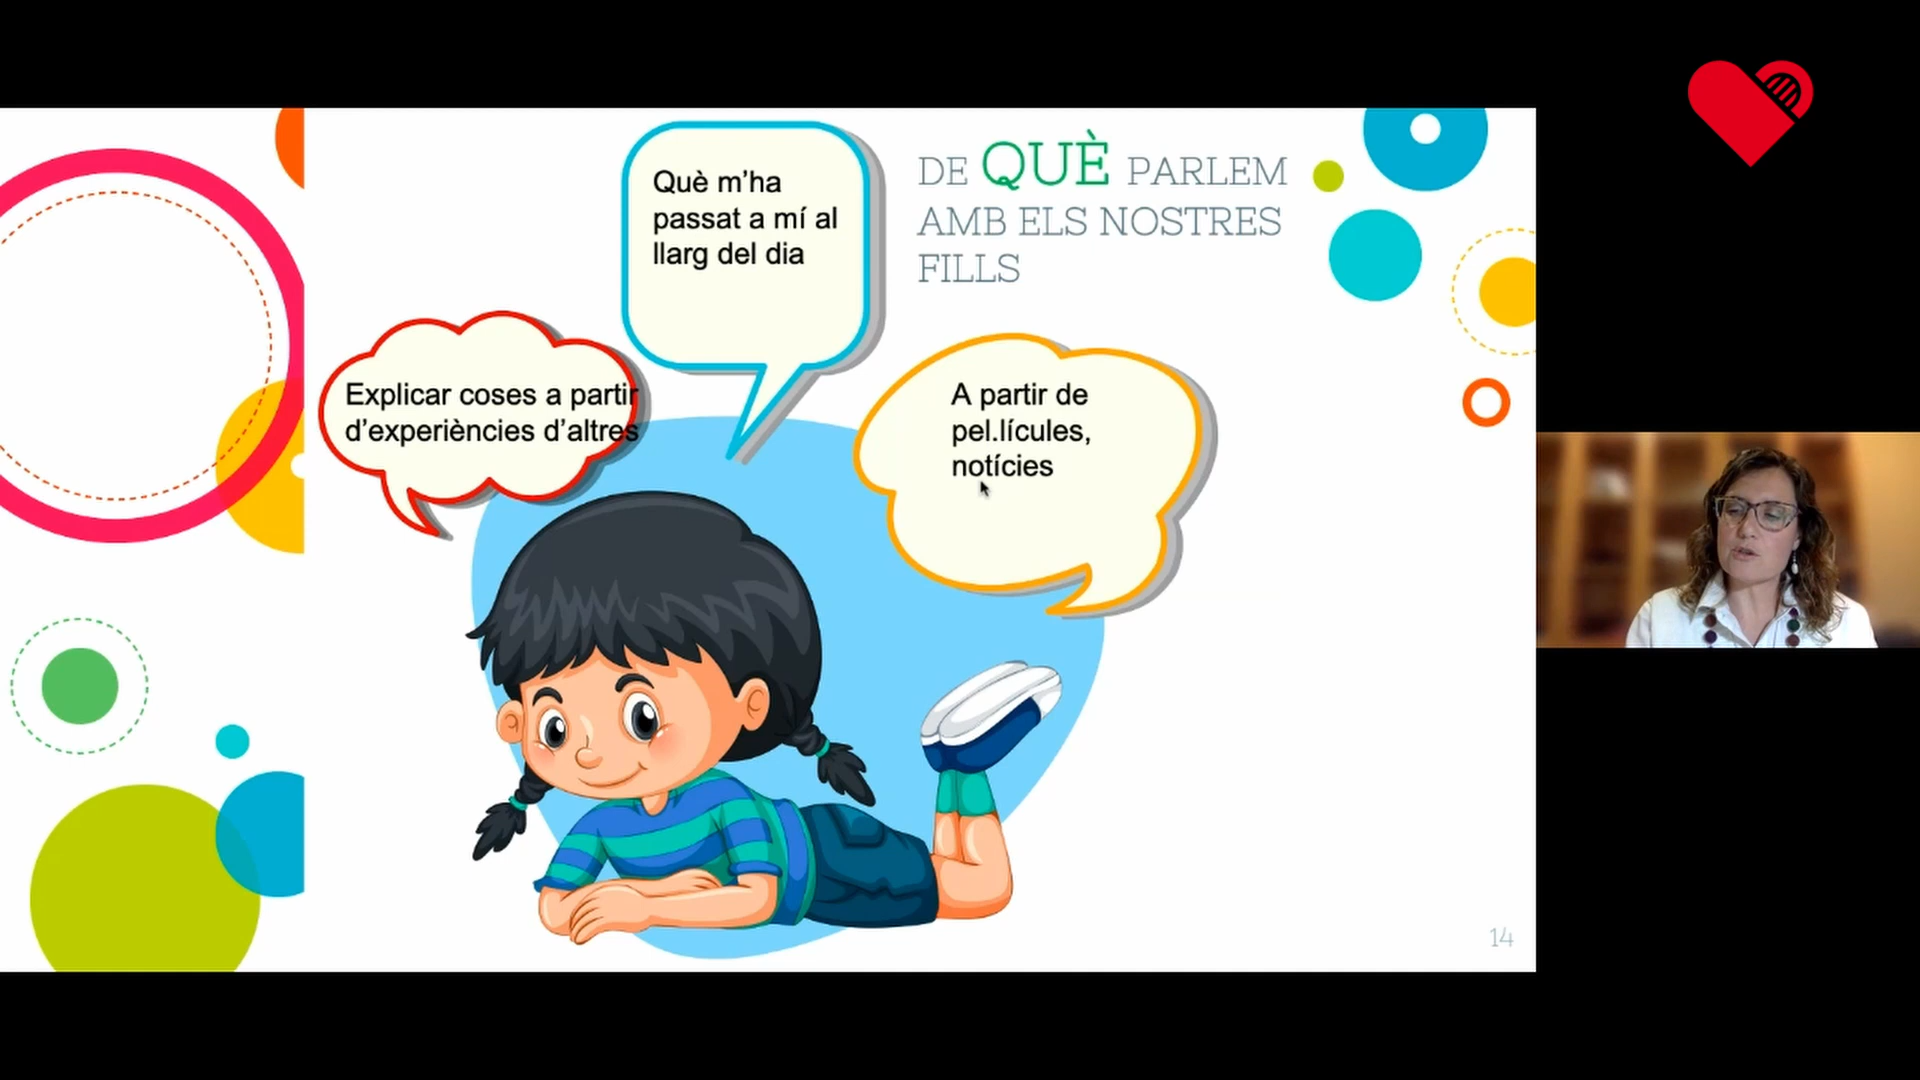 DE QUÈ PARLEM
AMB ELS NOSTRES
FILLS
Què m’ha
passat a mí al
llarg del dia
Explicar coses a partir
d’experiències d’altres
A partir de
pel.lícules,
notícies
14